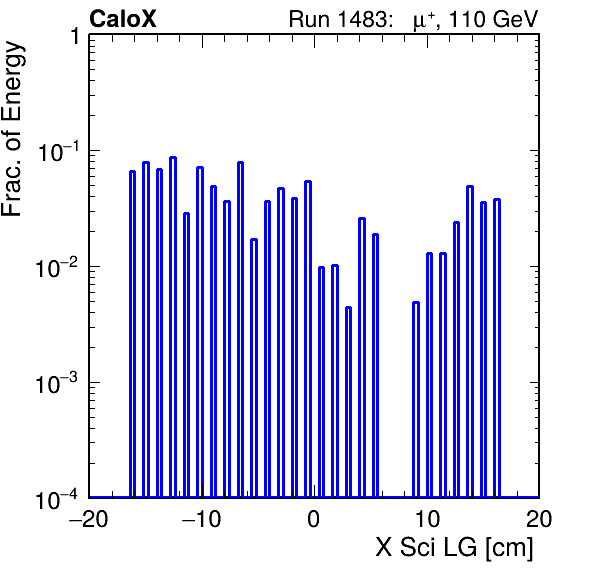 CaloX Run 1483: μ⁺, 110 GeV
Frac. of Energy
1
10⁻¹
10⁻²
10⁻³
10⁻⁴
−20 −10 0 10 20
X Sci LG [cm]